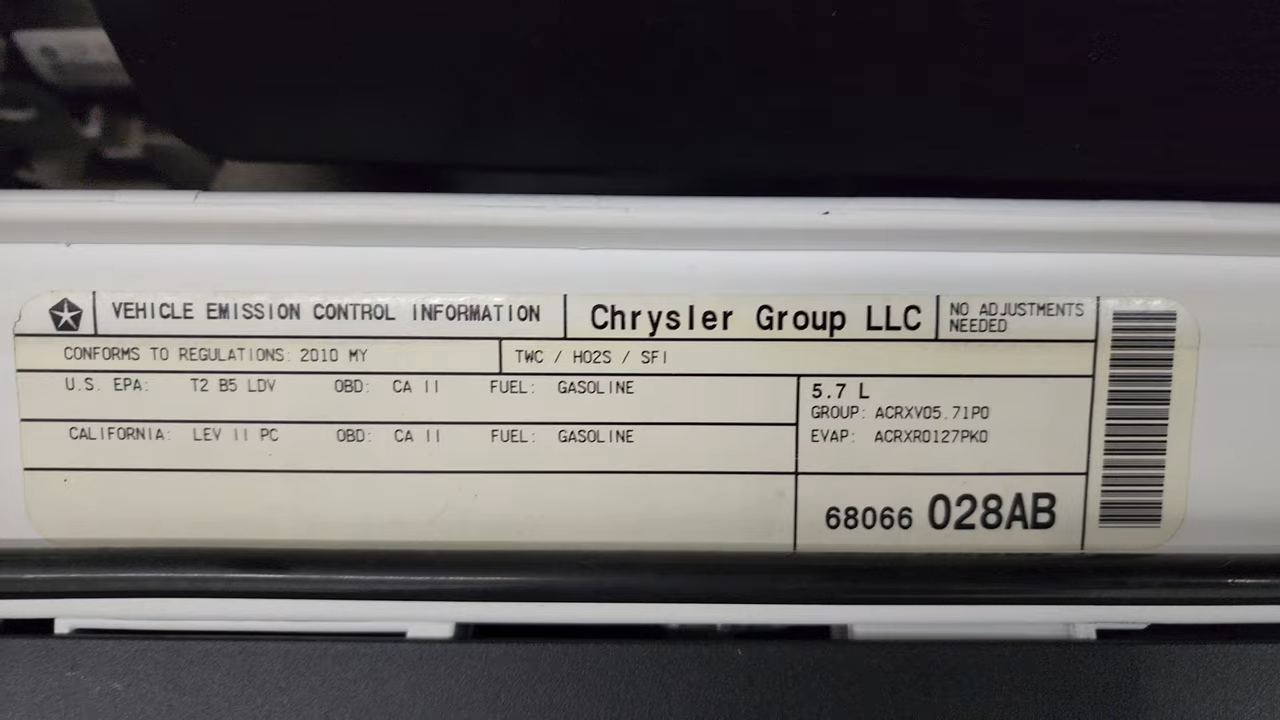 VEHICLE EMISSION CONTROL INFORMATION
Chrysler Group LLC
NO ADJUSTMENTS
NEEDED
CONFORMS TO REGULATIONS: 2010 MY
TWC / HO2S / SFI
U.S. EPA: T2 B5 LDV OBD: CA II FUEL: GASOLINE
CALIFORNIA: LEV II PC OBD: CA II FUEL: GASOLINE
5.7 L
GROUP: ACRXV05.71P0
EVAP: ACRXR0127PK0
68066 028AB